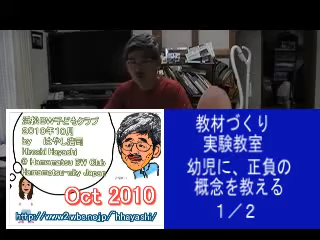 浜松BW子どもクラブ
2010年10月
by はやし浩司
Hiroshi Hayashi
@ Hamamatsu BW Club
Hamamatsu-city Japan
Oct 2010
http://www2.wbs.ne.jp/~hhayashi/
教材づくり
実験教室
幼児に、正負の
概念を教える
1/2